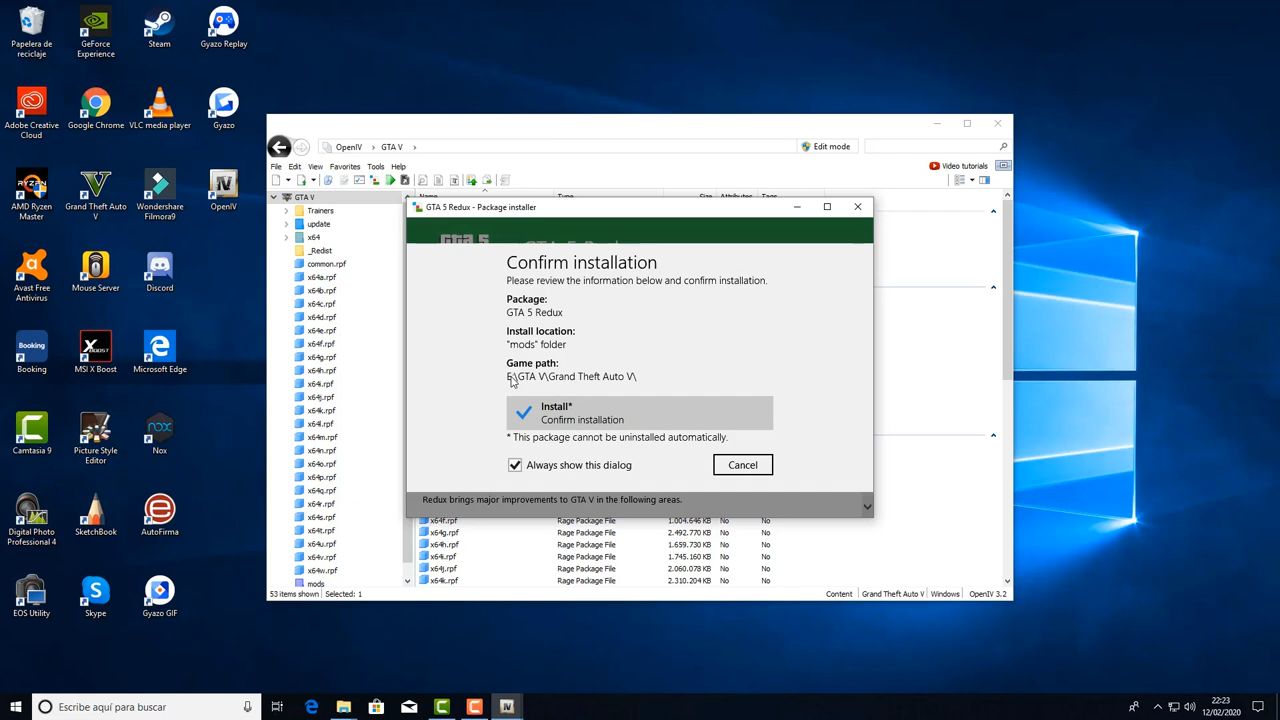 Papelera de reciclaje
GeForce Experience
Steam
Gyazo Replay
Adobe Creative Cloud
Google Chrome
VLC media player
Gyazo
RYZEN
AMD Ryzen Master
Grand Theft Auto V
Wondershare Filmora9
OpenIV
Avast Free Antivirus
Mouse Server
Discord
Booking
Booking
BOOST
MSI X Boost
Microsoft Edge
Camtasia 9
Picture Style Editor
nox
Nox
Digital Photo Professional 4
SketchBook
AutoFirma
EOS Utility
Skype
Gyazo GIF
OpenIV
GTA V
Edit mode
File Edit View Favorites Tools Help
Video tutorials
GTA V
Trainers
update
x64
_Redist
common.rpf
x64a.rpf
x64b.rpf
x64c.rpf
x64d.rpf
x64e.rpf
x64f.rpf
x64g.rpf
x64h.rpf
x64i.rpf
x64j.rpf
x64k.rpf
x64l.rpf
x64m.rpf
x64n.rpf
x64o.rpf
x64p.rpf
x64q.rpf
x64r.rpf
x64s.rpf
x64t.rpf
x64u.rpf
x64v.rpf
x64w.rpf
mods
Name Type Size Attributes Tags
GTA 5 Redux - Package installer
Confirm installation
Please review the information below and confirm installation.
Package:
GTA 5 Redux
Install location:
"mods" folder
Game path:
E:\GTA V\Grand Theft Auto V\
Install*
Confirm installation
* This package cannot be uninstalled automatically.
Always show this dialog
Cancel
Redux brings major improvements to GTA V in the following areas.
x64f.rpf Rage Package File 1.004.646 KB No No
x64g.rpf Rage Package File 2.492.770 KB No No
x64h.rpf Rage Package File 1.659.730 KB No No
x64i.rpf Rage Package File 1.745.160 KB No No
x64j.rpf Rage Package File 2.060.078 KB No No
x64k.rpf Rage Package File 2.310.204 KB No No
53 items shown Selected: 1
Content Grand Theft Auto V Windows OpenIV 3.2
Escribe aquí para buscar
22:23
12/02/2020